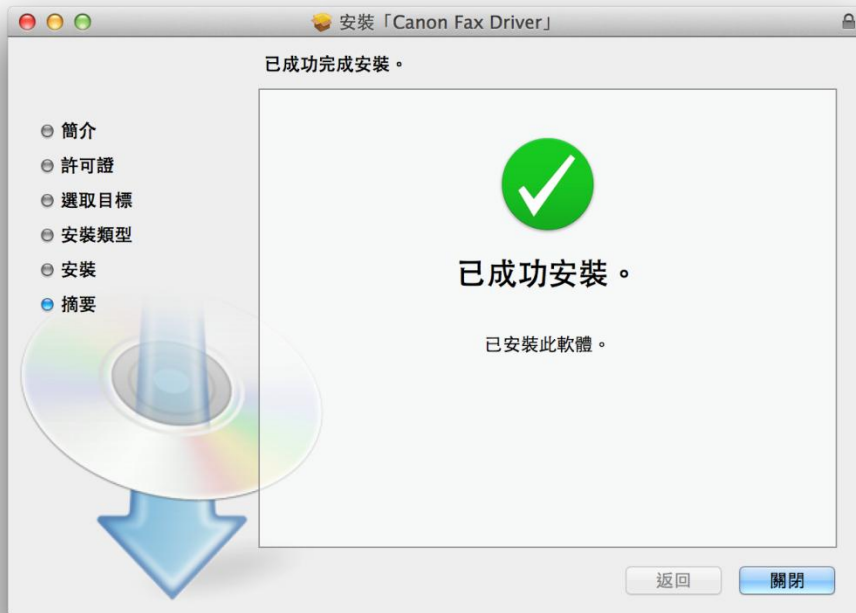 安裝「Canon Fax Driver」
已成功完成安裝。
簡介
許可證
選取目標
安裝類型
安裝
摘要
已成功安裝。
已安裝此軟體。
返回
關閉